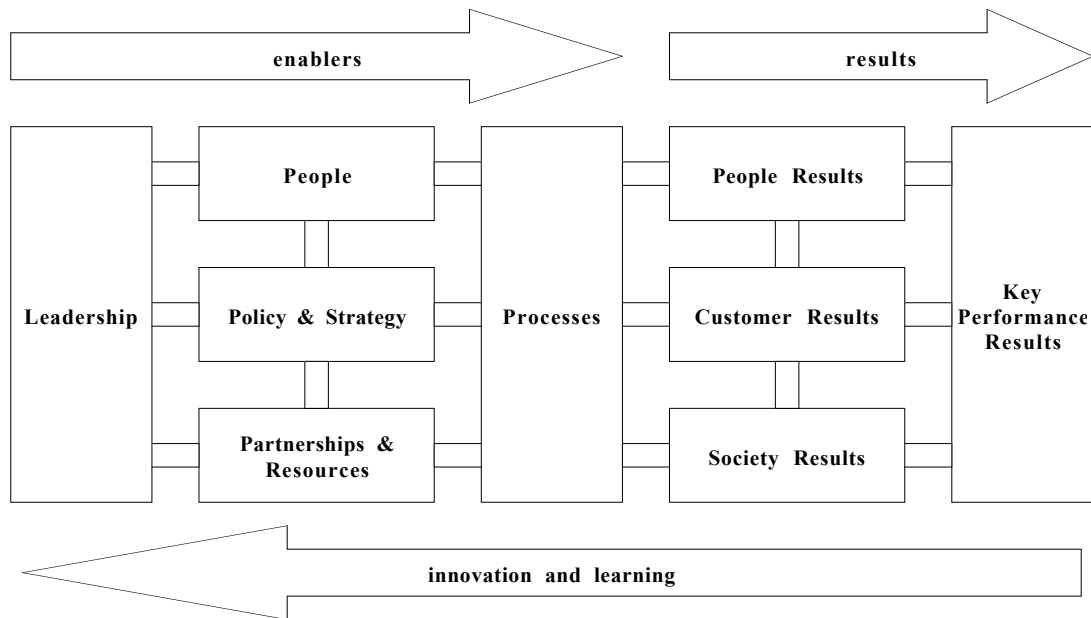 enablers
results
People
People Results
Leadership
Policy & Strategy
Processes
Customer Results
Key
Performance
Results
Partnerships &
Resources
Society Results
innovation and learning